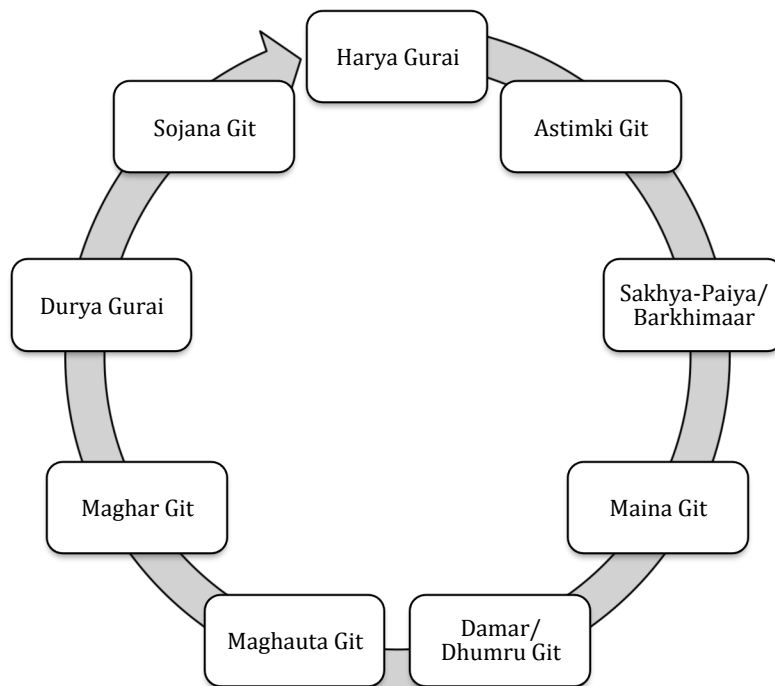 Harya Gurai
Astimki Git
Sakhya-Paiya/
Barkhimaar
Maina Git
Damar/
Dhumru Git
Maghauta Git
Maghar Git
Durya Gurai
Sojana Git